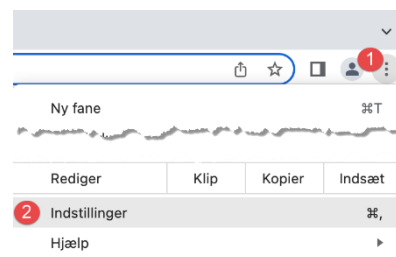 1
Ny fane ⌘T
Rediger Klip Kopier Indsæt
2 Indstillinger ⌘,
Hjælp